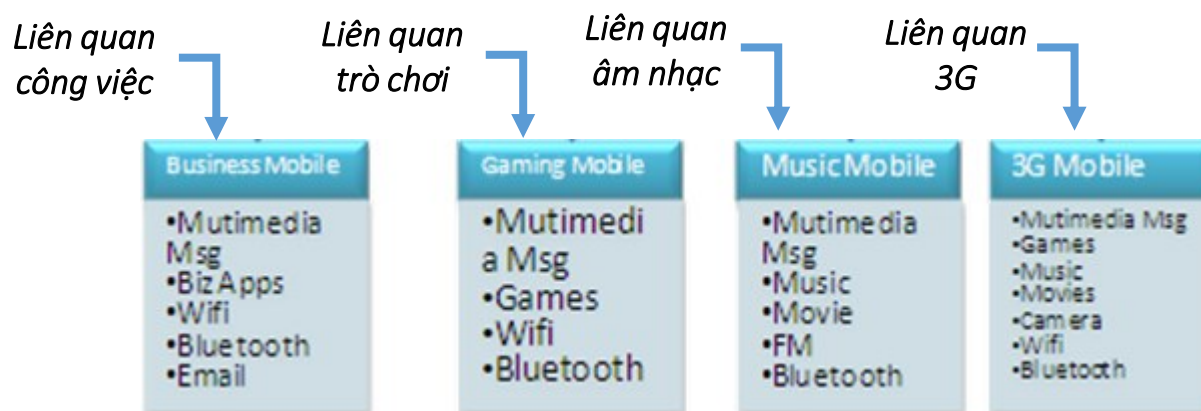 Liên quan
công việc
Liên quan
trò chơi
Liên quan
âm nhạc
Liên quan
3G
Business Mobile
•Mutimedia
Msg
•Biz Apps
•Wifi
•Bluetooth
•Email
Gaming Mobile
•Mutimedi
a Msg
•Games
•Wifi
•Bluetooth
Music Mobile
•Mutimedia
Msg
•Music
•Movie
•FM
•Bluetooth
3G Mobile
•Mutimedia Msg
•Games
•Music
•Movies
•Camera
•Wifi
•Bluetooth